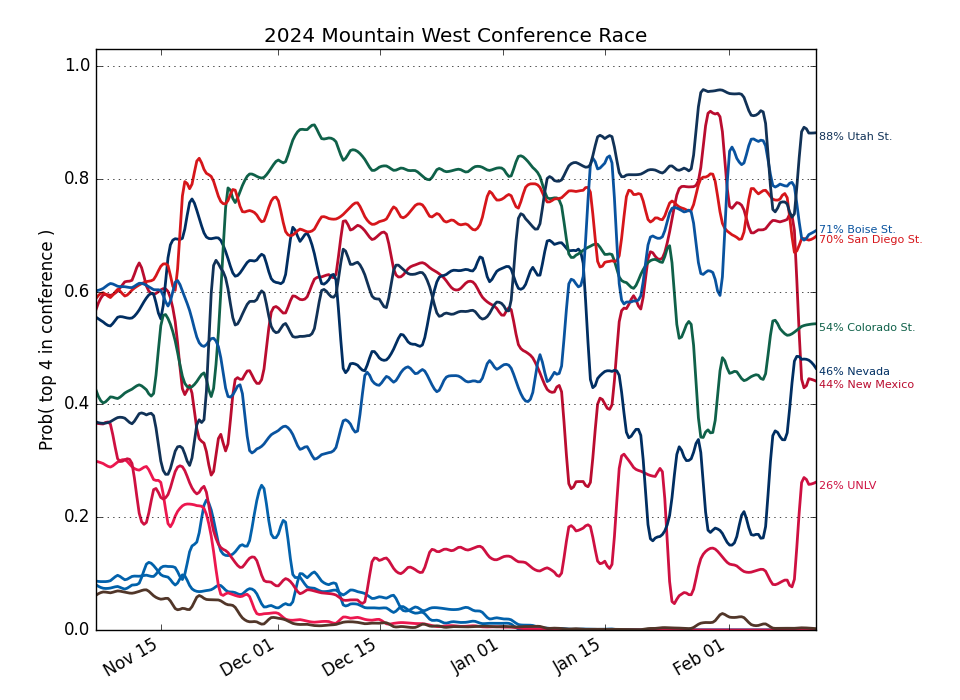 2024 Mountain West Conference Race
Prob( top 4 in conference )
1.0
0.8
0.6
0.4
0.2
0.0
88% Utah St.
71% Boise St.
70% San Diego St.
54% Colorado St.
46% Nevada
44% New Mexico
26% UNLV
Nov 15
Dec 01
Dec 15
Jan 01
Jan 15
Feb 01